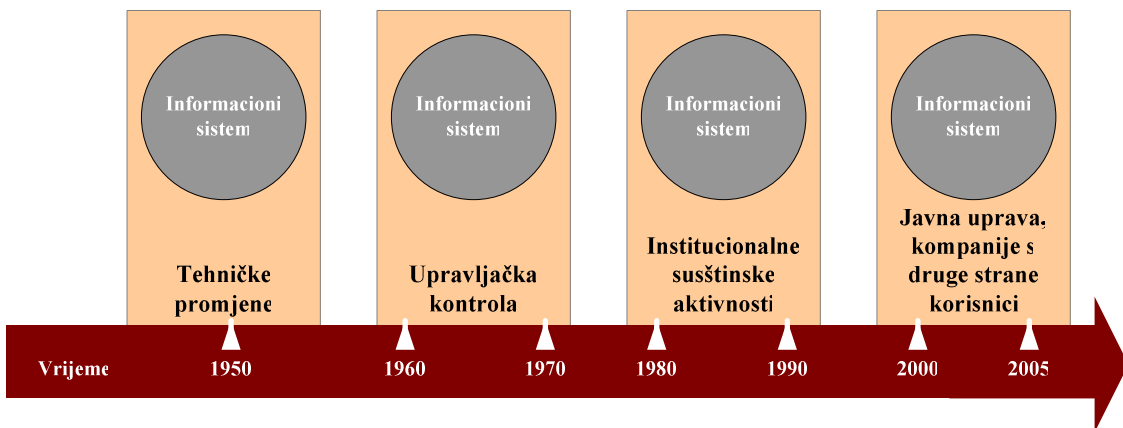 Informacioni
sistem
Informacioni
sistem
Informacioni
sistem
Informacioni
sistem
Tehničke
promjene
Upravljačka
kontrola
Institucionalne
susštinske
aktivnosti
Javna uprava,
kompanije s
druge strane
korisnici
Vrijeme
1950
1960
1970
1980
1990
2000
2005